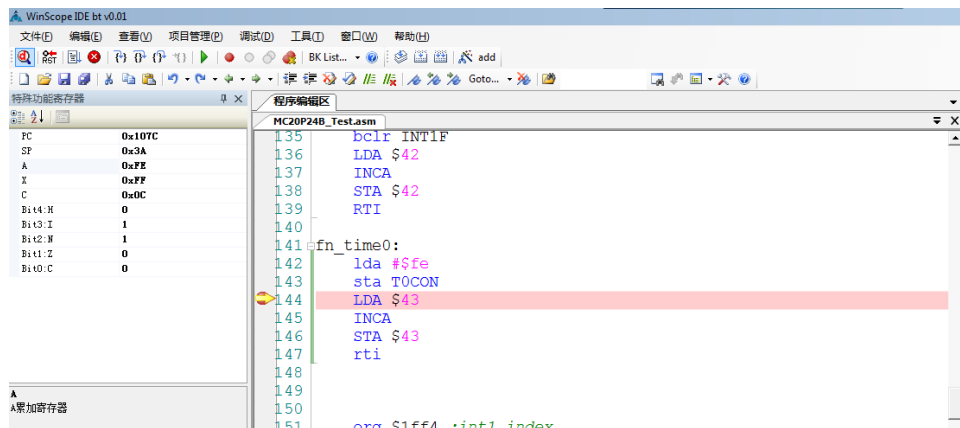 WinScope IDE bt v0.01
文件(F) 编辑(E) 查看(V) 项目管理(P) 调试(D) 工具(T) 窗口(W) 帮助(H)
RST BK List... add
Goto...
特殊功能寄存器
程序编辑区
MC20P24B_Test.asm
PC 0x107C
SP 0x3A
A 0xFE
X 0xFF
C 0x0C
Bit4:H 0
Bit3:I 1
Bit2:N 1
Bit1:Z 0
Bit0:C 0
A
A累加寄存器
135 bclr INT1F
136 LDA $42
137 INCA
138 STA $42
139 RTI
140
141 fn_time0:
142 lda #$fe
143 sta T0CON
144 LDA $43
145 INCA
146 STA $43
147 rti
148
149
150
151 org $1ff4 ;int1 index